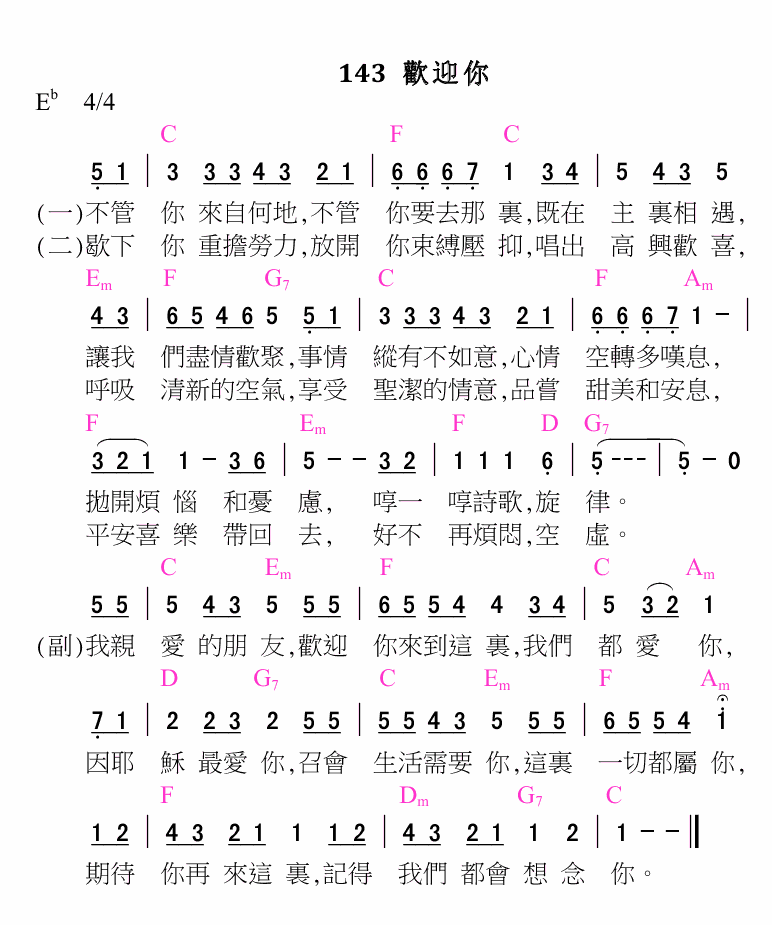 143 歡迎你
E♭ 4/4
C F C
5 1 | 3 3 3 4 3 2 1 | 6 6 6 7 1 3 4 | 5 4 3 5
(一)不管 你 來自何地,不管 你要去那 裏,既在 主 裏相 遇,
(二)歇下 你 重擔勞力,放開 你束縛壓 抑,唱出 高 興歡 喜,
Em F G7 C F Am
4 3 | 6 5 4 6 5 5 1 | 3 3 3 4 3 2 1 | 6 6 6 7 1 - |
讓我 們盡情歡聚,事情 縱有不如意,心情 空轉多嘆息,
呼吸 清新的空氣,享受 聖潔的情意,品嘗 甜美和安息,
F Em F D G7
3 2 1 1 - 3 6 | 5 - - 3 2 | 1 1 1 6 | 5 - - - | 5 - 0
拋開煩 惱 和憂 慮, 哼一 哼詩歌,旋 律。
平安喜 樂 帶回 去, 好不 再煩悶,空 虛。
C Em F C Am
5 5 | 5 4 3 5 5 5 | 6 5 5 4 4 3 4 | 5 3 2 1
(副)我親 愛 的朋 友,歡迎 你來到這 裏,我們 都 愛 你,
D G7 C Em F Am
7 1 | 2 2 3 2 5 5 | 5 5 4 3 5 5 5 | 6 5 5 4 1
因耶 穌 最愛 你,召會 生活需要 你,這裏 一切都屬 你,
F Dm G7 C
1 2 | 4 3 2 1 1 1 2 | 4 3 2 1 1 2 | 1 - - ‖
期待 你再 來這 裏,記得 我們 都會 想 念 你。